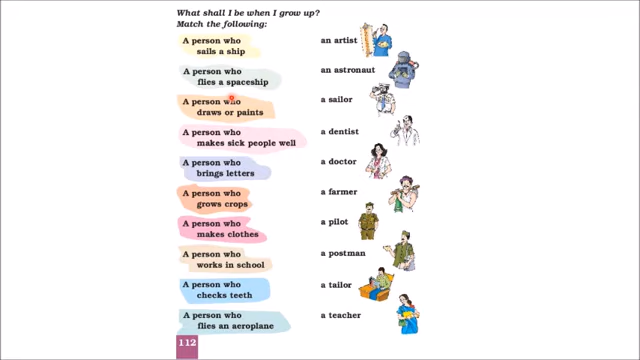 What shall I be when I grow up?
Match the following:
A person who
sails a ship
an artist
A person who
flies a spaceship
an astronaut
A person who
draws or paints
a sailor
A person who
makes sick people well
a dentist
A person who
brings letters
a doctor
A person who
grows crops
a farmer
A person who
makes clothes
a pilot
A person who
works in school
a postman
A person who
checks teeth
a tailor
A person who
flies an aeroplane
a teacher
112